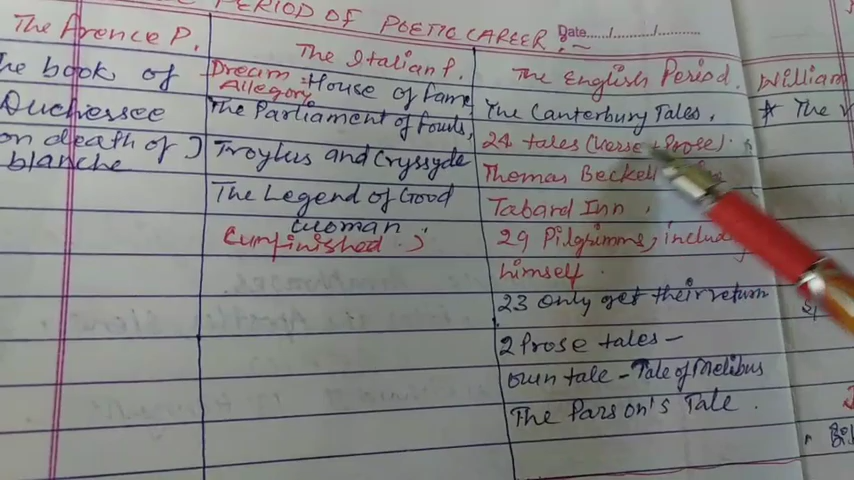 PERIOD OF POETIC CAREER
Date
The Frence P.
The book of
Duchessee
on death of
blanche
The Italian P.
Dream = House of Fame
Allegory
The Parliament of fowls,
Troylus and Cryssyde
The Legend of Good
woman.
(unfinished.)
The English Period.
The Canterbury Tales.
24 tales (Verse + Prose).
Thomas Becket
Tabard Inn.
29 Pilgrimms, includ
himself.
23 only get their return
2 Prose tales -
own tale - Tale of Melibus
The Parson's Tale.
William
* The